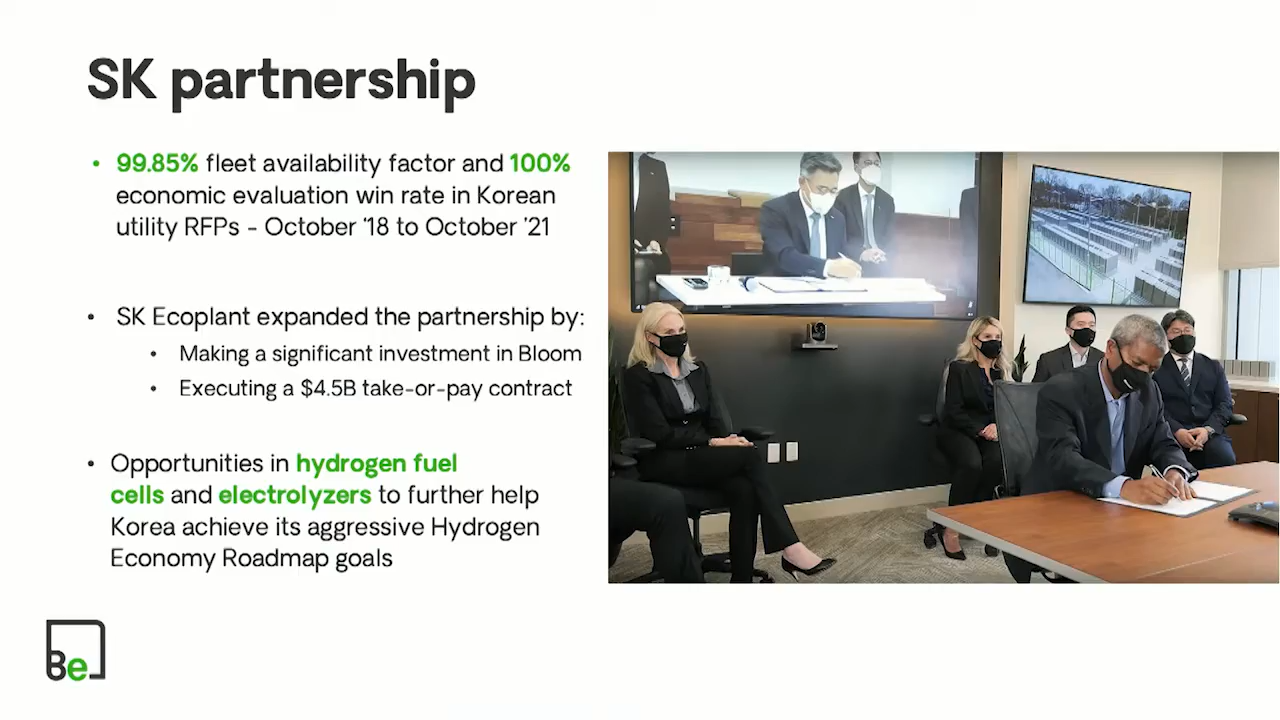 SK partnership
• 99.85% fleet availability factor and 100%
economic evaluation win rate in Korean
utility RFPs - October '18 to October '21
• SK Ecoplant expanded the partnership by:
• Making a significant investment in Bloom
• Executing a $4.5B take-or-pay contract
• Opportunities in hydrogen fuel
cells and electrolyzers to further help
Korea achieve its aggressive Hydrogen
Economy Roadmap goals
Be